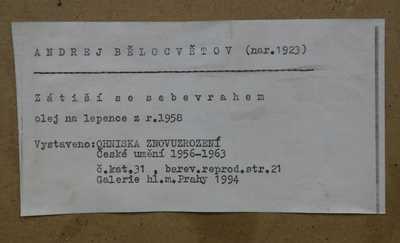 ANDREJ BĚLOCVĚTOV (nar.1923)
Zátiší se sebevrahem
olej na lepence z r.1958
Vystaveno:OHNISKA ZNOVUZROZENÍ
České umění 1956-1963
č.kat.31 , barev.reprod.str.21
Galerie hl.m.Prahy 1994